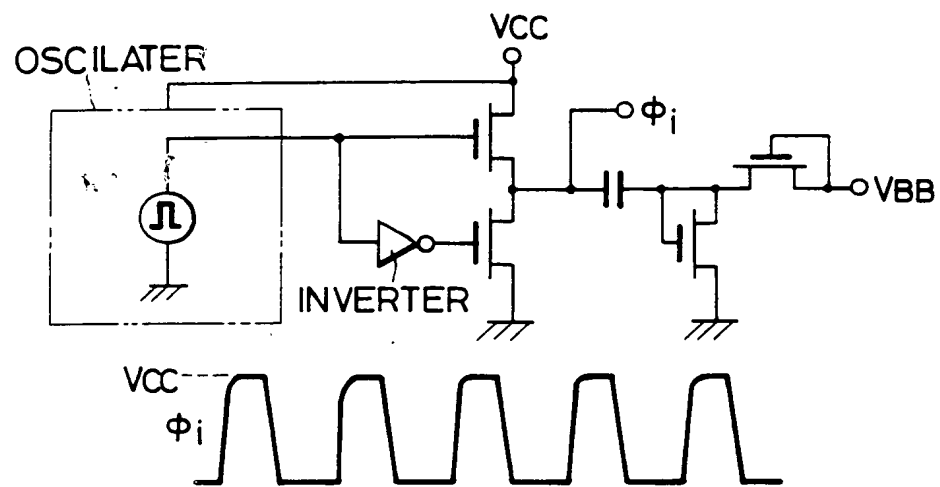 VCC
OSCILATER
ϕi
VBB
INVERTER
VCC
ϕi